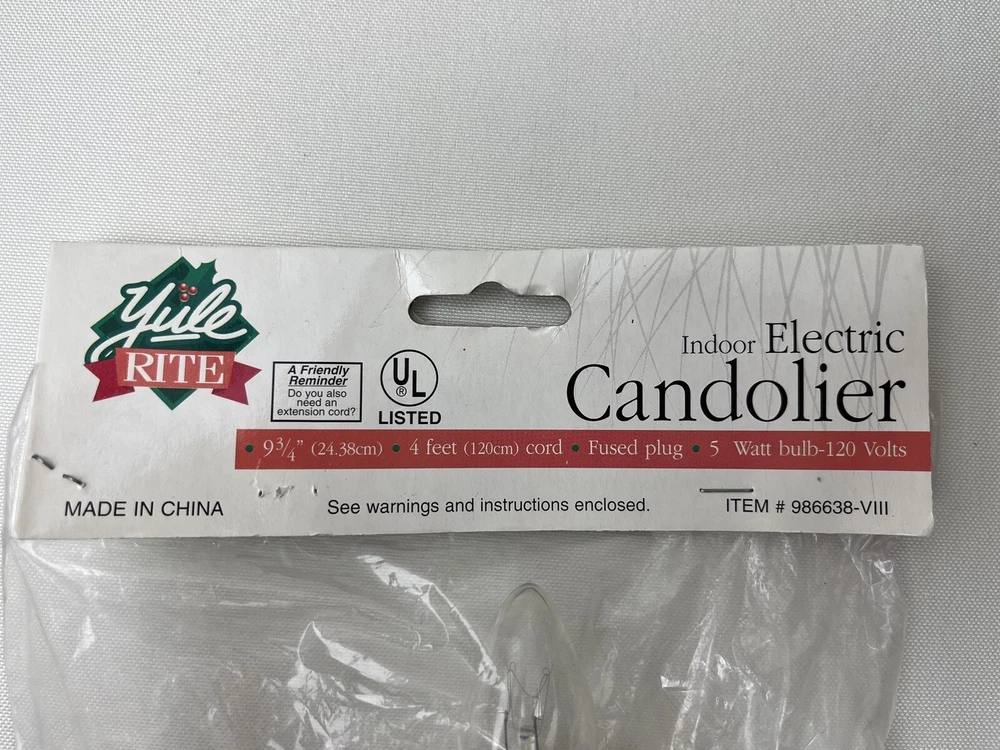 Yule
RITE
A Friendly
Reminder
Do you also
need an
extension cord?
UL
®
LISTED
Indoor Electric
Candolier
• 9 3/4" (24.38cm) • 4 feet (120cm) cord • Fused plug • 5 Watt bulb-120 Volts
MADE IN CHINA
See warnings and instructions enclosed.
ITEM # 986638-VIII